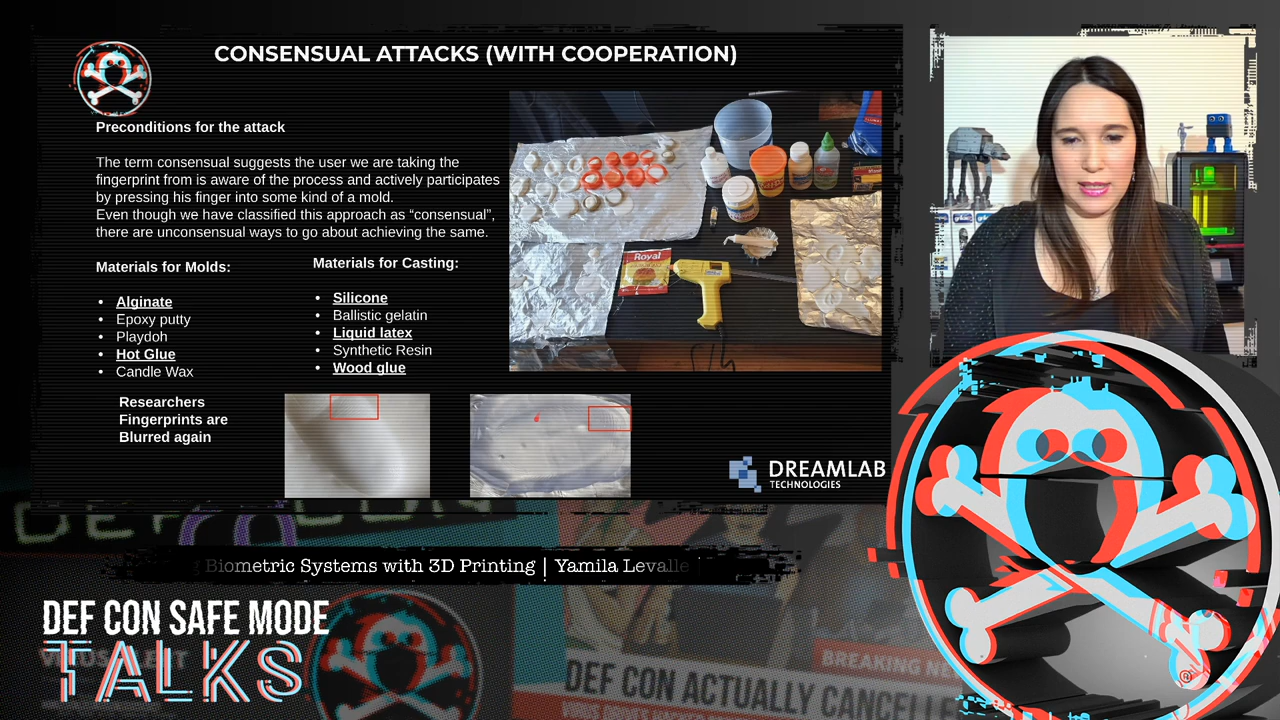 CONSENSUAL ATTACKS (WITH COOPERATION)
Preconditions for the attack
The term consensual suggests the user we are taking the
fingerprint from is aware of the process and actively participates
by pressing his finger into some kind of a mold.
Even though we have classified this approach as “consensual”,
there are unconsensual ways to go about achieving the same.
Materials for Molds:
• Alginate
• Epoxy putty
• Playdoh
• Hot Glue
• Candle Wax
Materials for Casting:
• Silicone
• Ballistic gelatin
• Liquid latex
• Synthetic Resin
• Wood glue
Royal
Researchers
Fingerprints are
Blurred again
DREAMLAB
TECHNOLOGIES
DEF CON
Biometric Systems with 3D Printing | Yamila Levalle
DEF CON SAFE MODE
TALKS
BREAKING NE
DEF CON ACTUALLY CANCELLE